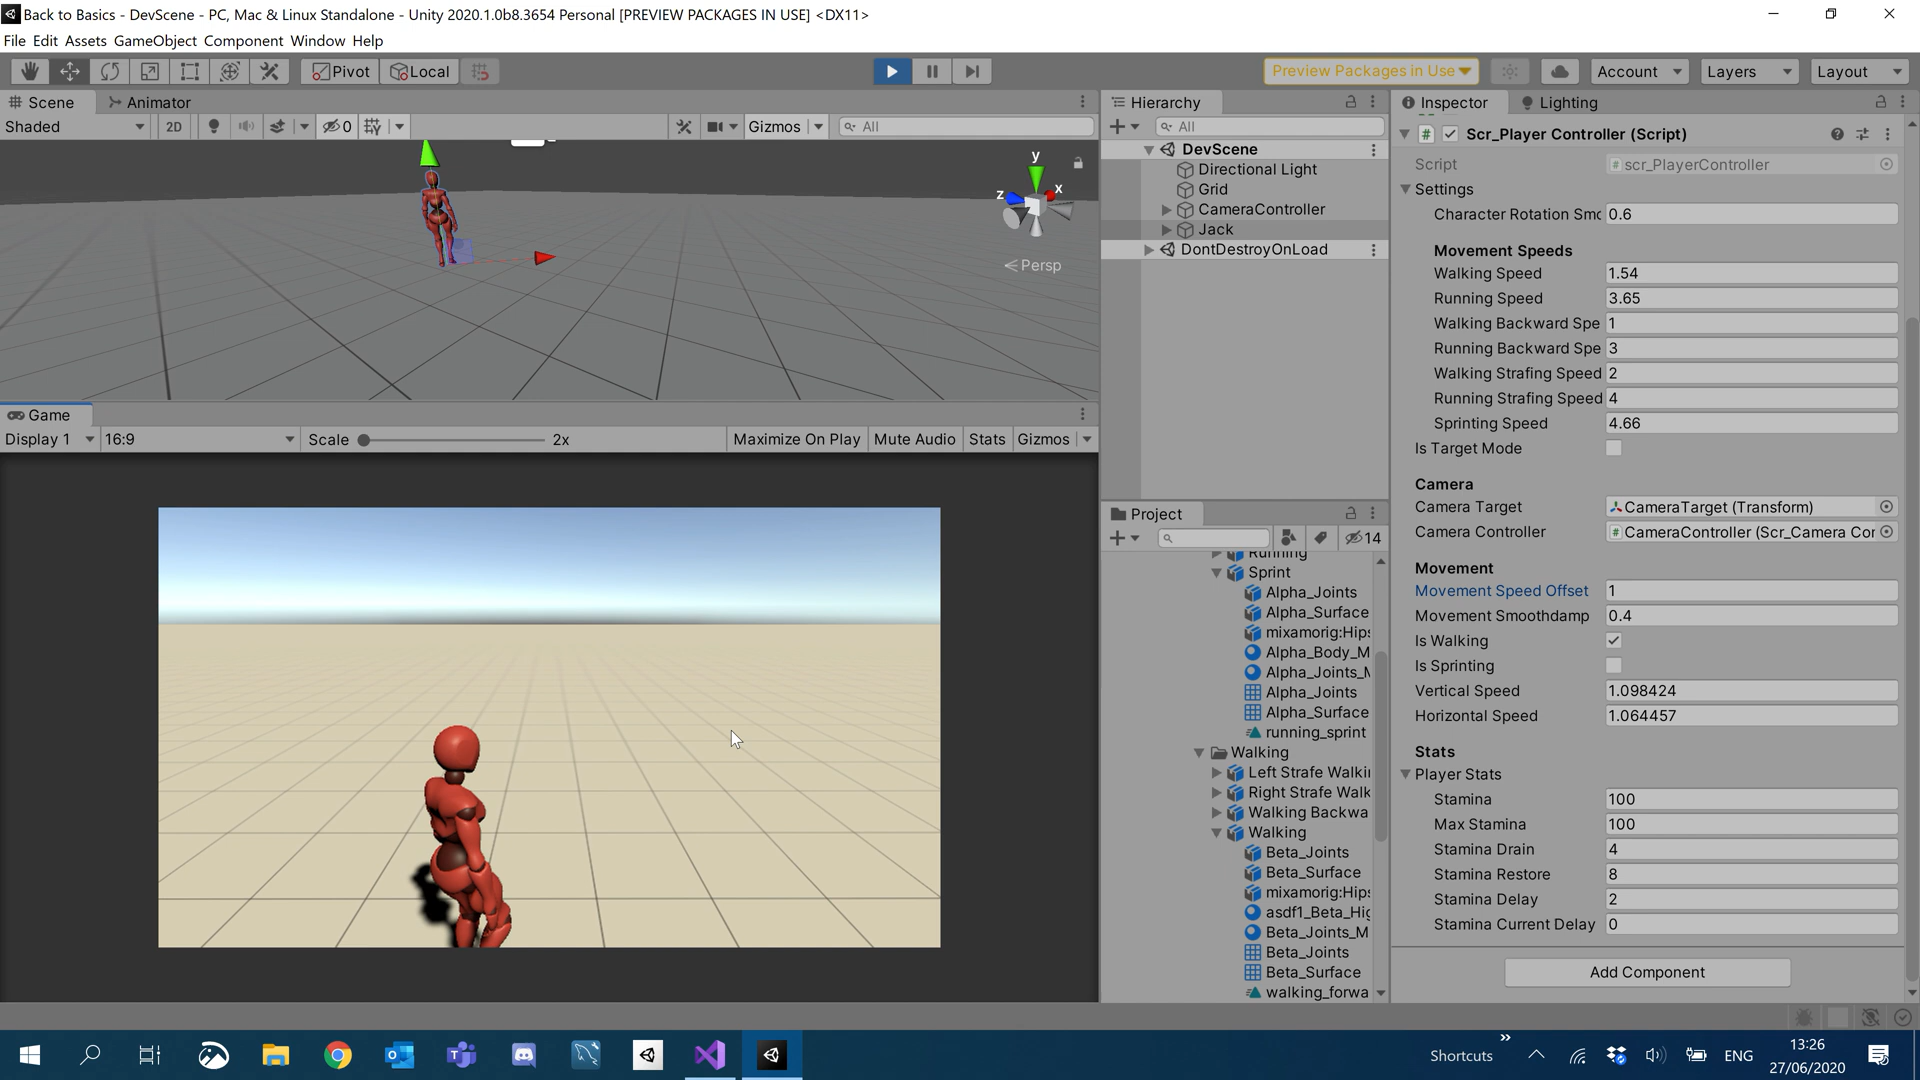 Back to Basics - DevScene - PC, Mac & Linux Standalone - Unity 2020.1.0b8.3654 Personal [PREVIEW PACKAGES IN USE] <DX11>
File Edit Assets GameObject Component Window Help
Pivot Local Preview Packages in Use Account Layers Layout
Scene Animator
Shaded 2D 0 Gizmos All
y
x
z
Persp
Game
Display 1 16:9 Scale 2x Maximize On Play Mute Audio Stats Gizmos
Hierarchy
All
DevScene
Directional Light
Grid
CameraController
Jack
DontDestroyOnLoad
Project
14
Running
Sprint
Alpha_Joints
Alpha_Surface
mixamorig:Hips
Alpha_Body_M
Alpha_Joints_M
Alpha_Joints
Alpha_Surface
running_sprint
Walking
Left Strafe Walki
Right Strafe Walk
Walking Backwa
Walking
Beta_Joints
Beta_Surface
mixamorig:Hips
asdf1_Beta_Hig
Beta_Joints_M
Beta_Joints
Beta_Surface
walking_forwa
Inspector Lighting
# Scr_Player Controller (Script)
Script # scr_PlayerController
Settings
Character Rotation Smo 0.6
Movement Speeds
Walking Speed 1.54
Running Speed 3.65
Walking Backward Spe 1
Running Backward Spe 3
Walking Strafing Speed 2
Running Strafing Speed 4
Sprinting Speed 4.66
Is Target Mode
Camera
Camera Target CameraTarget (Transform)
Camera Controller # CameraController (Scr_Camera Cor
Movement
Movement Speed Offset 1
Movement Smoothdamp 0.4
Is Walking
Is Sprinting
Vertical Speed 1.098424
Horizontal Speed 1.064457
Stats
Player Stats
Stamina 100
Max Stamina 100
Stamina Drain 4
Stamina Restore 8
Stamina Delay 2
Stamina Current Delay 0
Add Component
Shortcuts ENG 13:26
27/06/2020